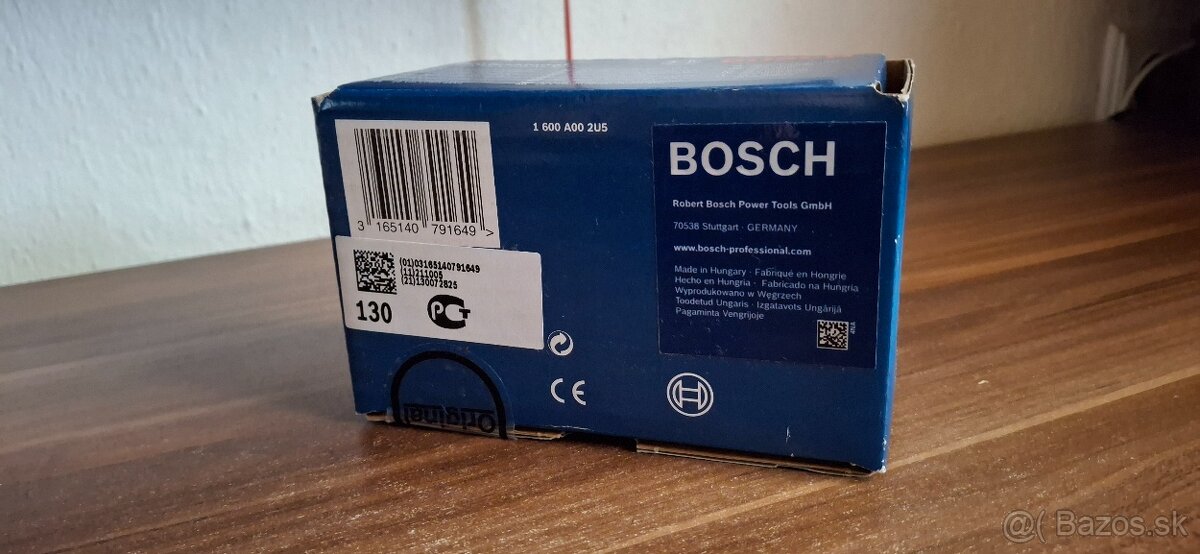 1 600 A00 2U5
3 165140 791649 >
(01)03165140791649
(11)211005
(21)130072825
130
PCT
CE
Original
BOSCH
Robert Bosch Power Tools GmbH
70538 Stuttgart · GERMANY
www.bosch-professional.com
Made in Hungary · Fabriqué en Hongrie
Hecho en Hungria · Fabricado na Hungria
Wyprodukowano w Węgrzech
Toodetud Ungaris · Izgatavots Ungārijā
Pagaminta Vengrijoje
@( Bazos.sk